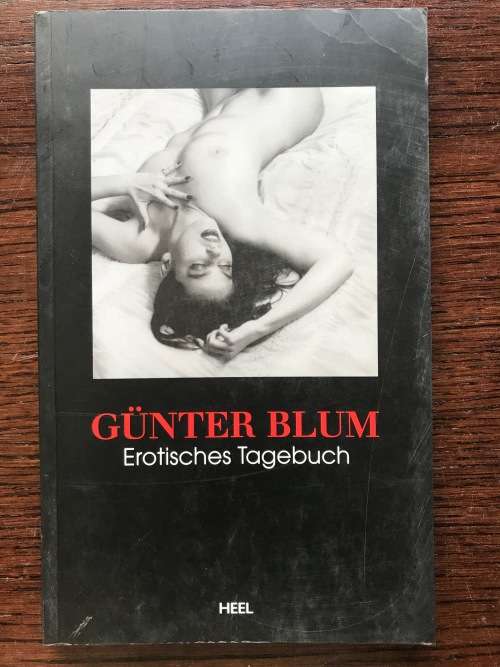 GÜNTER BLUM
Erotisches Tagebuch
HEEL